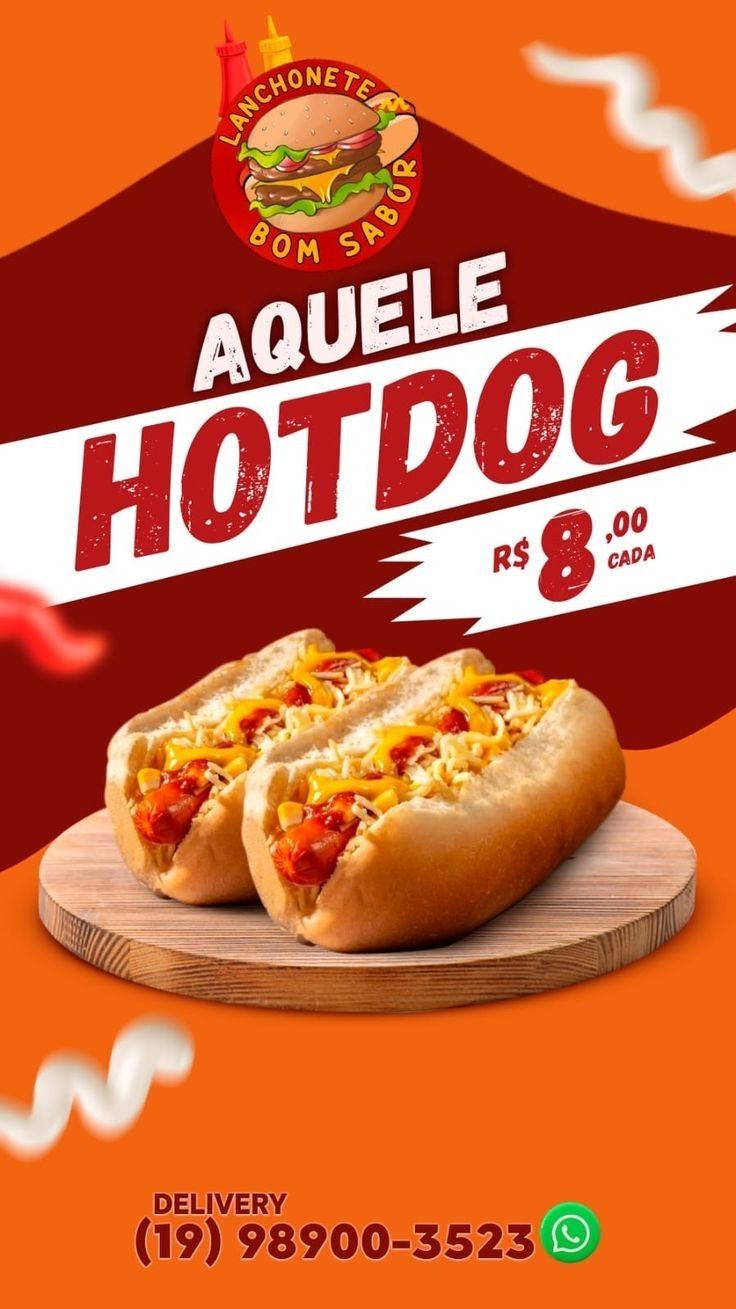 LANCHONETE
BOM SABOR
AQUELE
HOTDOG
R$ 8,00
CADA
DELIVERY
(19) 98900-3523